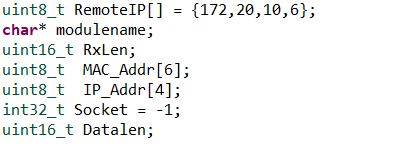 uint8_t RemoteIP[] = {172,20,10,6};
char* modulename;
uint16_t RxLen;
uint8_t  MAC_Addr[6];
uint8_t  IP_Addr[4];
int32_t Socket = -1;
uint16_t Datalen;